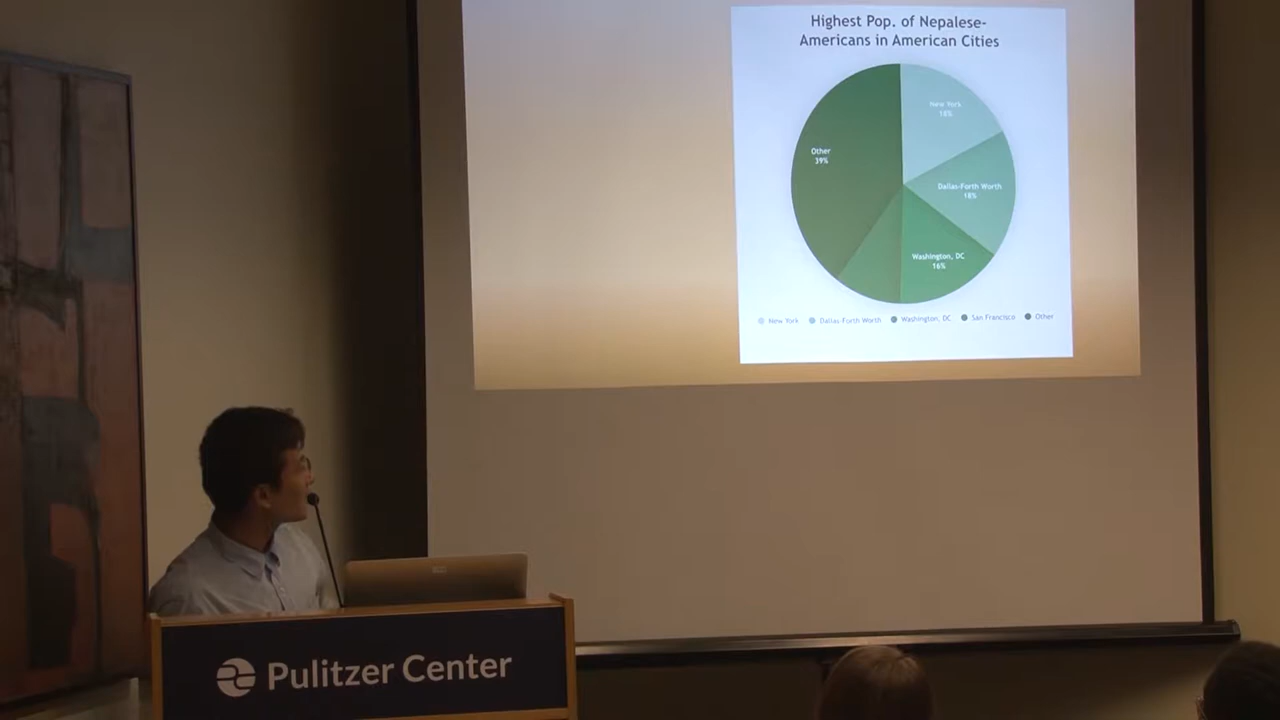 Highest Pop. of Nepalese-
Americans in American Cities
New York
18%
Other
39%
Dallas-Forth Worth
18%
Washington, DC
16%
New York Dallas-Forth Worth Washington, DC San Francisco Other
Pulitzer Center